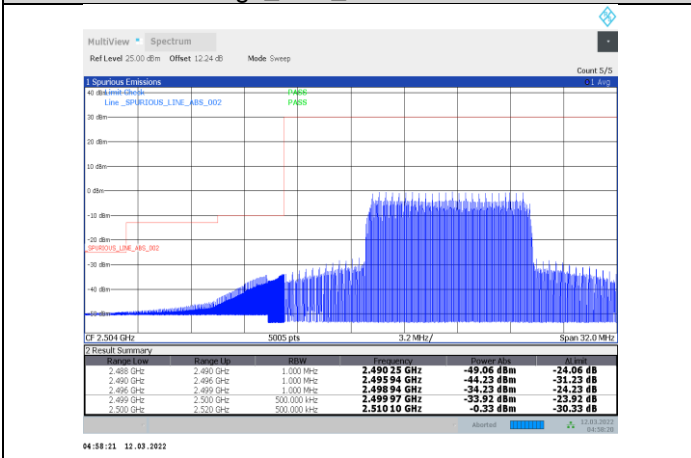 MultiView Spectrum
Ref Level 25.00 dBm Offset 12.24 dB Mode Sweep
Count 5/5
1 Spurious Emissions 1 Avg
Limit Check PASS
Line _SPURIOUS_LINE_ABS_002 PASS
40 dBm
30 dBm
20 dBm
10 dBm
0 dBm
-10 dBm
-20 dBm
_SPURIOUS_LINE_ABS_002
-30 dBm
-40 dBm
-50 dBm
CF 2.504 GHz 5005 pts 3.2 MHz/ Span 32.0 MHz
2 Result Summary
Range Low Range Up RBW Frequency Power Abs ΔLimit
2.488 GHz 2.490 GHz 1.000 MHz 2.490 25 GHz -49.06 dBm -24.06 dB
2.490 GHz 2.496 GHz 1.000 MHz 2.495 94 GHz -44.23 dBm -31.23 dB
2.496 GHz 2.499 GHz 1.000 MHz 2.498 94 GHz -34.23 dBm -24.23 dB
2.499 GHz 2.500 GHz 500.000 kHz 2.499 97 GHz -33.92 dBm -23.92 dB
2.500 GHz 2.520 GHz 500.000 kHz 2.510 10 GHz -0.33 dBm -30.33 dB
Aborted 12.03.2022
04:58:20
04:58:21 12.03.2022